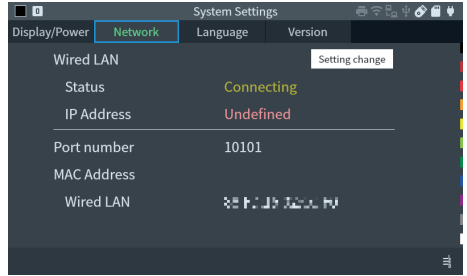 0 System Settings
Display/Power Network Language Version
Wired LAN Setting change
Status Connecting
IP Address Undefined
Port number 10101
MAC Address
Wired LAN